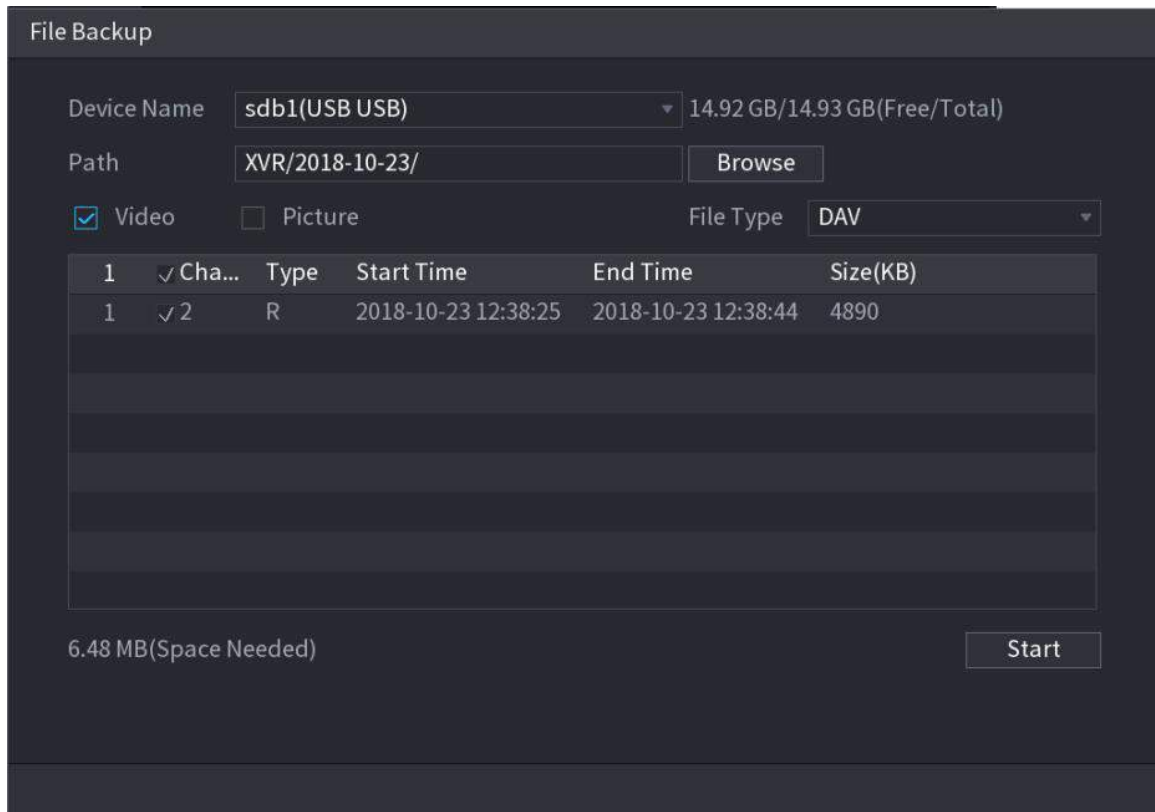 File Backup
Device Name sdb1(USB USB) 14.92 GB/14.93 GB(Free/Total)
Path XVR/2018-10-23/ Browse
Video Picture File Type DAV
1 Cha... Type Start Time End Time Size(KB)
1 2 R 2018-10-23 12:38:25 2018-10-23 12:38:44 4890
6.48 MB(Space Needed) Start